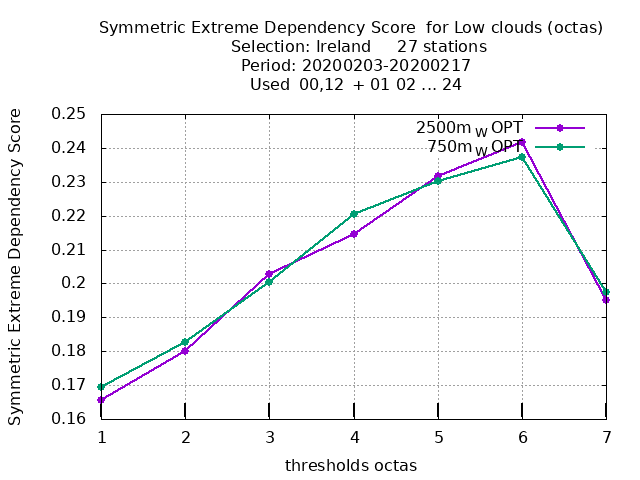 Symmetric Extreme Dependency Score  for Low clouds (octas)
Selection: Ireland     27 stations
Period: 20200203-20200217
Used  00,12  + 01 02 ... 24
2500m W OPT
750m W OPT
Symmetric Extreme Dependency Score
0.25
0.24
0.23
0.22
0.21
0.2
0.19
0.18
0.17
0.16
1 2 3 4 5 6 7
thresholds octas